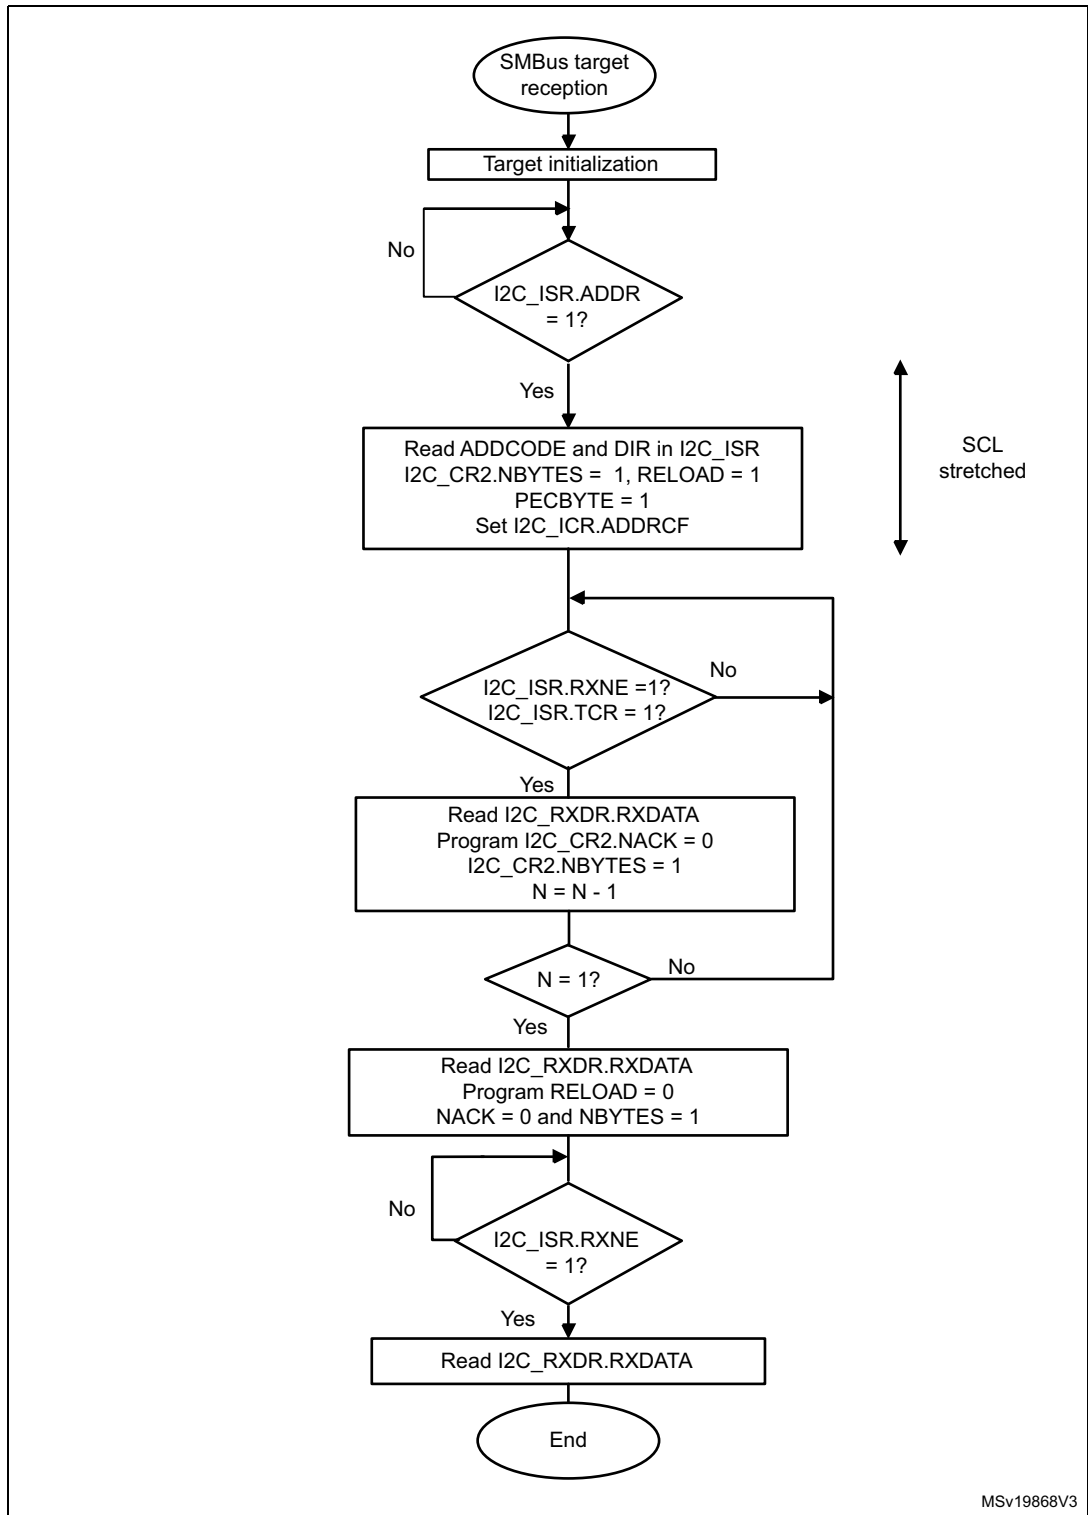 SMBus target
reception
Target initialization
No
I2C_ISR.ADDR
= 1?
Yes
SCL
stretched
Read ADDCODE and DIR in I2C_ISR
I2C_CR2.NBYTES = 1, RELOAD = 1
PECBYTE = 1
Set I2C_ICR.ADDRCF
No
I2C_ISR.RXNE =1?
I2C_ISR.TCR = 1?
Yes
Read I2C_RXDR.RXDATA
Program I2C_CR2.NACK = 0
I2C_CR2.NBYTES = 1
N = N - 1
N = 1?
No
Yes
Read I2C_RXDR.RXDATA
Program RELOAD = 0
NACK = 0 and NBYTES = 1
No
I2C_ISR.RXNE
= 1?
Yes
Read I2C_RXDR.RXDATA
End
MSv19868V3